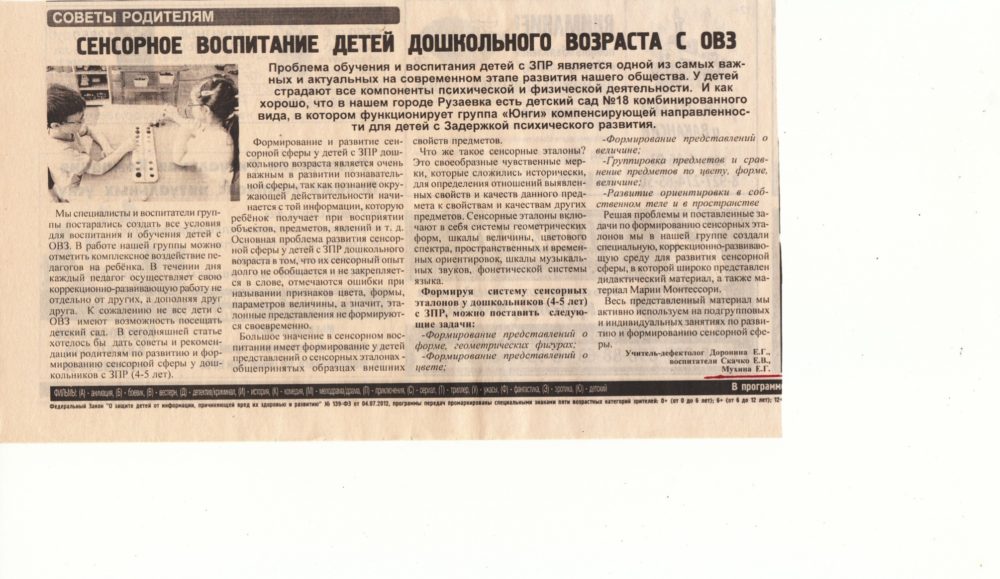 СОВЕТЫ РОДИТЕЛЯМ
СЕНСОРНОЕ ВОСПИТАНИЕ ДЕТЕЙ ДОШКОЛЬНОГО ВОЗРАСТА С ОВЗ
Проблема обучения и воспитания детей с ЗПР является одной из самых важ-
ных и актуальных на современном этапе развития нашего общества. У детей
страдают все компоненты психической и физической деятельности. И как
хорошо, что в нашем городе Рузаевка есть детский сад №18 комбинированного
вида, в котором функционирует группа «Юнги» компенсирующей направленнос-
ти для детей с Задержкой психического развития.
Мы специалисты и воспитатели груп-
пы постарались создать все условия
для воспитания и обучения детей с
ОВЗ. В работе нашей группы можно
отметить комплексное воздействие пе-
дагогов на ребёнка. В течении дня
каждый педагог осуществляет свою
коррекционно-развивающую работу не
отдельно от других, а дополняя друг
друга. К сожалению не все дети с
ОВЗ имеют возможность посещать
детский сад. В сегодняшней статье
хотелось бы дать советы и рекомен-
дации родителям по развитию и фор-
мированию сенсорной сферы у дош-
кольников с ЗПР (4-5 лет).
Формирование и развитие сен-
сорной сферы у детей с ЗПР дош-
кольного возраста является очень
важным в развитии познаватель-
ной сферы, так как познание окру-
жающей действительности начи-
нается с той информации, которую
ребёнок получает при восприятии
объектов, предметов, явлений и т. д.
Основная проблема развития сенсор-
ной сферы у детей с ЗПР дошкольного
возраста в том, что их сенсорный опыт
долго не обобщается и не закрепляет-
ся в слове, отмечаются ошибки при
назывании признаков цвета, формы,
параметров величины, а значит, эта-
лонные представления не формируют-
ся своевременно.
Большое значение в сенсорном вос-
питании имеет формирование у детей
представлений о сенсорных эталонах -
общепринятых образцах внешних
свойств предметов.
Что же такое сенсорные эталоны?
Это своеобразные чувственные мер-
ки, которые сложились исторически,
для определения отношений выявлен-
ных свойств и качеств данного пред-
мета к свойствам и качествам других
предметов. Сенсорные эталоны вклю-
чают в себя системы геометрических
форм, шкалы величины, цветового
спектра, пространственных и времен-
ных ориентировок, шкалы музыкаль-
ных звуков, фонетической системы
языка.
Формируя систему сенсорных
эталонов у дошкольников (4-5 лет)
с ЗПР, можно поставить следую-
щие задачи:
-Формирование представлений о
форме, геометрических фигурах;
-Формирование представлений о
цвете;
-Формирование представлений о
величине;
-Группировка предметов и срав-
нение предметов по цвету, форме,
величине;
-Развитие ориентировки в соб-
ственном теле и в пространстве
Решая проблемы и поставленные за-
дачи по формированию сенсорных эта-
лонов мы в нашей группе создали
специальную, коррекционно-развиваю-
щую среду для развития сенсорной
сферы, в которой широко представлен
дидактический материал, а также ма-
териал Марии Монтессори.
Весь представленный материал мы
активно используем на подгрупповых
и индивидуальных занятиях по разви-
тию и формированию сенсорной сфе-
ры.
Учитель-дефектолог Доронина Е.Г.,
воспитатели Скачко Е.В.,
Мухина Е.Г.
ФИЛЬМЫ: (А) - анимация, (Б) - боевик, (В) - вестерн, (Д) - детектив/криминал, (И) - история, (К) - комедия, (М) - мелодрама/драма, (П) - приключения, (С) - сериал, (Т) - триллер, (У) - ужасы, (Ф) - фантастика, (Э) - эротика, (Ю) - детский
В программ
Федеральный Закон "О защите детей от информации, причиняющей вред их здоровью и развитию" № 139-ФЗ от 04.07.2012, программы передач промаркированы специальными знаками пяти возрастных категорий зрителей: 0+ (от 0 до 6 лет); 6+ (от 6 до 12 лет); 12+